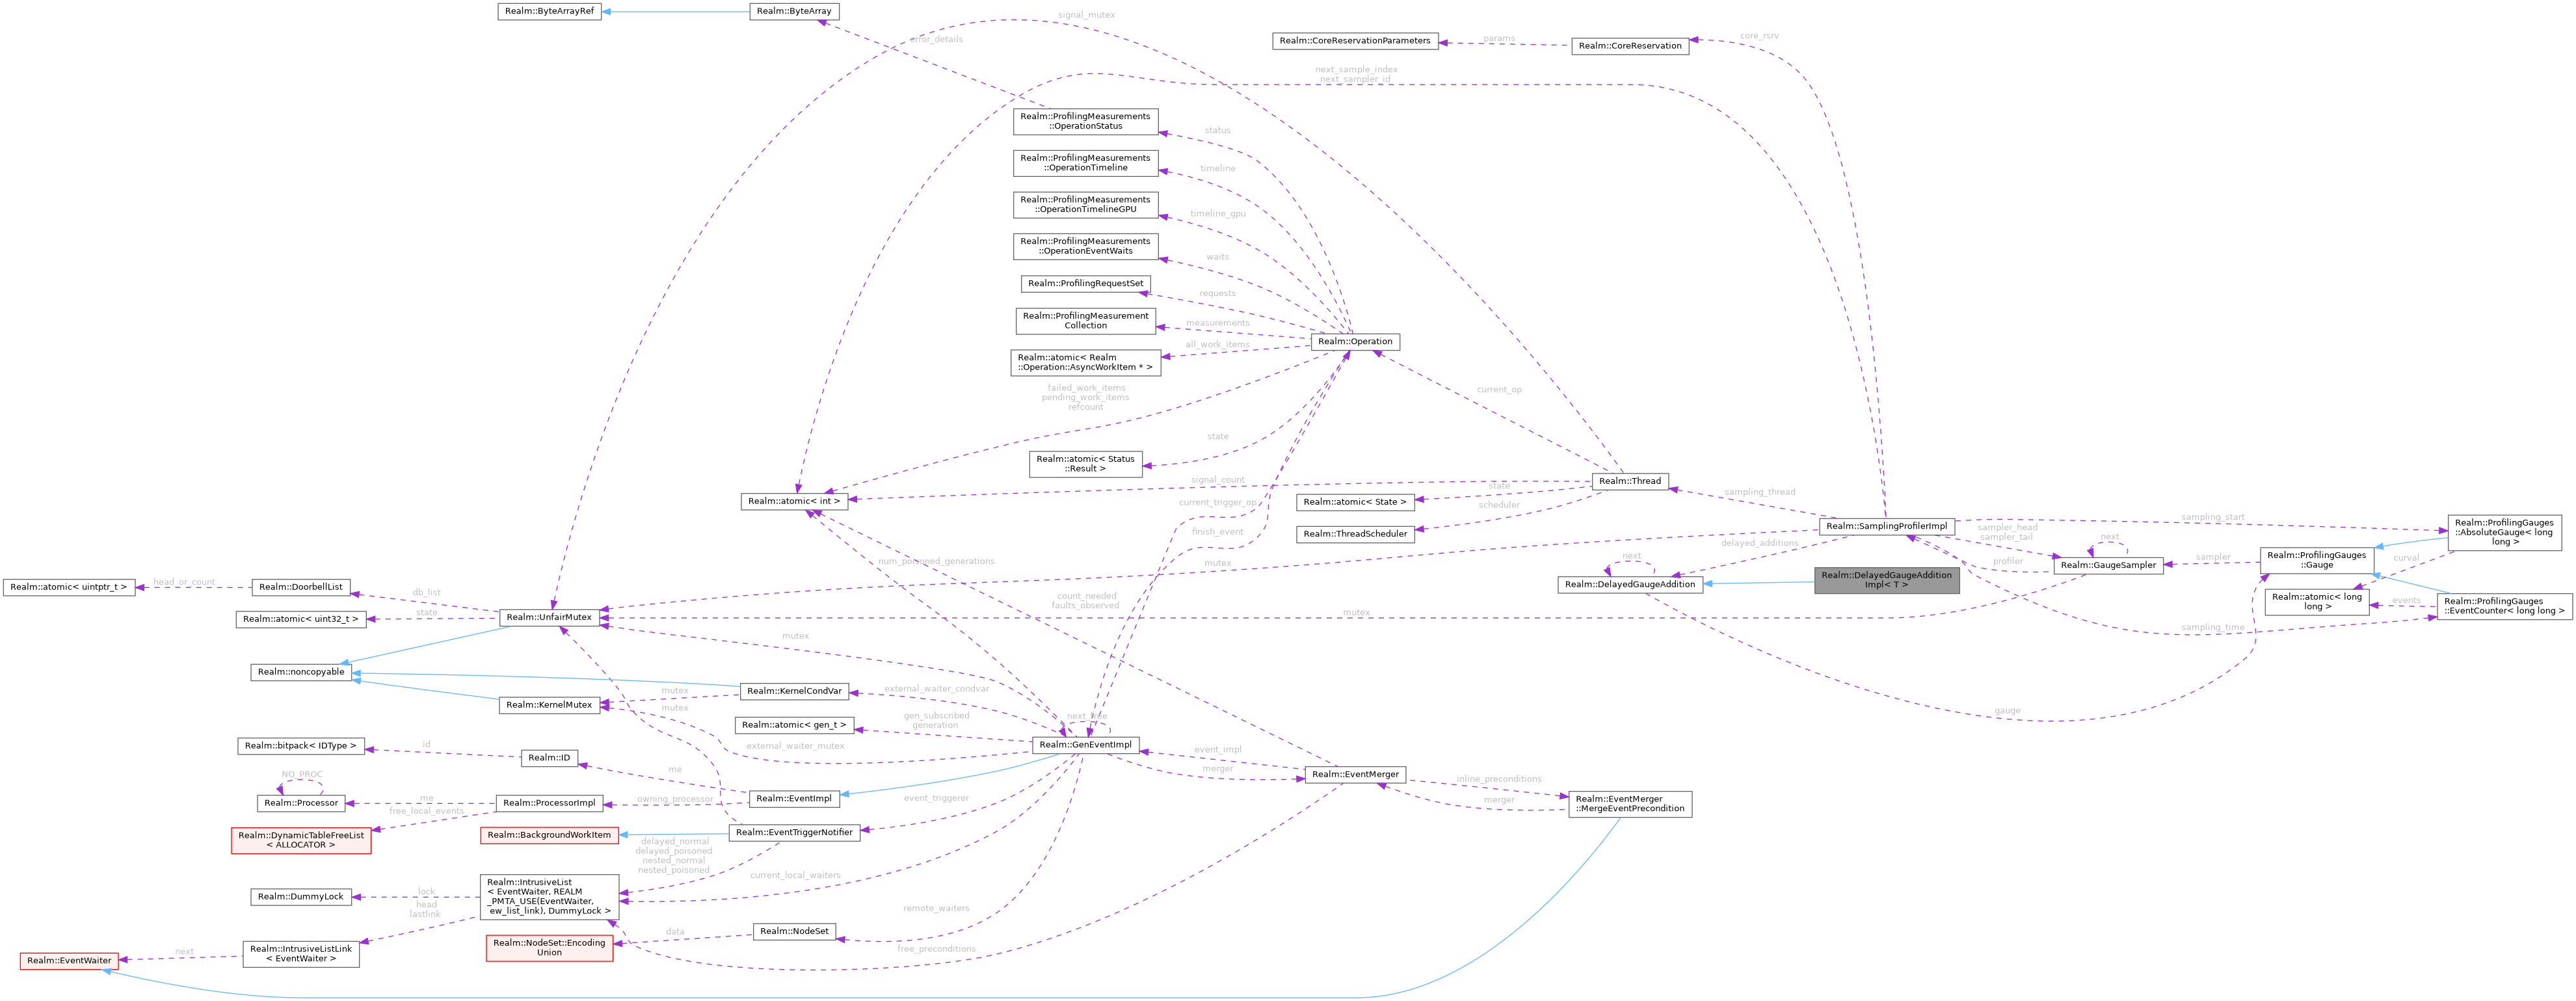 Realm::ByteArrayRef
Realm::ByteArray
signal_mutex
error_details
Realm::CoreReservationParameters
params
Realm::CoreReservation
core_rsrv
next_sample_index
next_sampler_id
Realm::ProfilingMeasurements
::OperationStatus
status
Realm::ProfilingMeasurements
::OperationTimeline
timeline
Realm::ProfilingMeasurements
::OperationTimelineGPU
timeline_gpu
Realm::ProfilingMeasurements
::OperationEventWaits
waits
Realm::ProfilingRequestSet
requests
Realm::ProfilingMeasurement
Collection
measurements
Realm::Operation
all_work_items
Realm::atomic< Realm
::Operation::AsyncWorkItem * >
failed_work_items
pending_work_items
refcount
current_op
state
Realm::atomic< Status
::Result >
Realm::Thread
signal_count
Realm::atomic< int >
state
Realm::atomic< State >
sampling_thread
current_trigger_op
scheduler
Realm::ThreadScheduler
finish_event
Realm::SamplingProfilerImpl
sampling_start
sampler_head
sampler_tail
Realm::ProfilingGauges
::AbsoluteGauge< long
long >
next
delayed_additions
curval
Realm::ProfilingGauges
::Gauge
sampler
Realm::GaugeSampler
profiler
next
num_poisoned_generations
mutex
Realm::DelayedGaugeAddition
Realm::DelayedGaugeAddition
Impl< T >
Realm::atomic< long
long >
events
Realm::ProfilingGauges
::EventCounter< long long >
Realm::atomic< uintptr_t >
head_or_count
Realm::DoorbellList
db_list
count_needed
faults_observed
mutex
sampling_time
Realm::atomic< uint32_t >
state
Realm::UnfairMutex
mutex
Realm::noncopyable
mutex
Realm::KernelCondVar
external_waiter_condvar
Realm::KernelMutex
mutex
gauge
next_free
Realm::atomic< gen_t >
gen_subscribed
generation
Realm::GenEventImpl
external_waiter_mutex
Realm::bitpack< IDType >
id
Realm::ID
event_impl
merger
Realm::EventMerger
me
NO_PROC
inline_preconditions
merger
Realm::EventMerger
::MergeEventPrecondition
Realm::Processor
me
Realm::ProcessorImpl
owning_processor
Realm::EventImpl
event_triggerer
free_local_events
Realm::DynamicTableFreeList
< ALLOCATOR >
Realm::BackgroundWorkItem
Realm::EventTriggerNotifier
delayed_normal
delayed_poisoned
nested_normal
nested_poisoned
current_local_waiters
Realm::DummyLock
lock
Realm::IntrusiveList
< EventWaiter, REALM
_PMTA_USE(EventWaiter,
ew_list_link), DummyLock >
head
lastlink
remote_waiters
Realm::NodeSet
data
Realm::NodeSet::Encoding
Union
free_preconditions
Realm::EventWaiter
next
Realm::IntrusiveListLink
< EventWaiter >